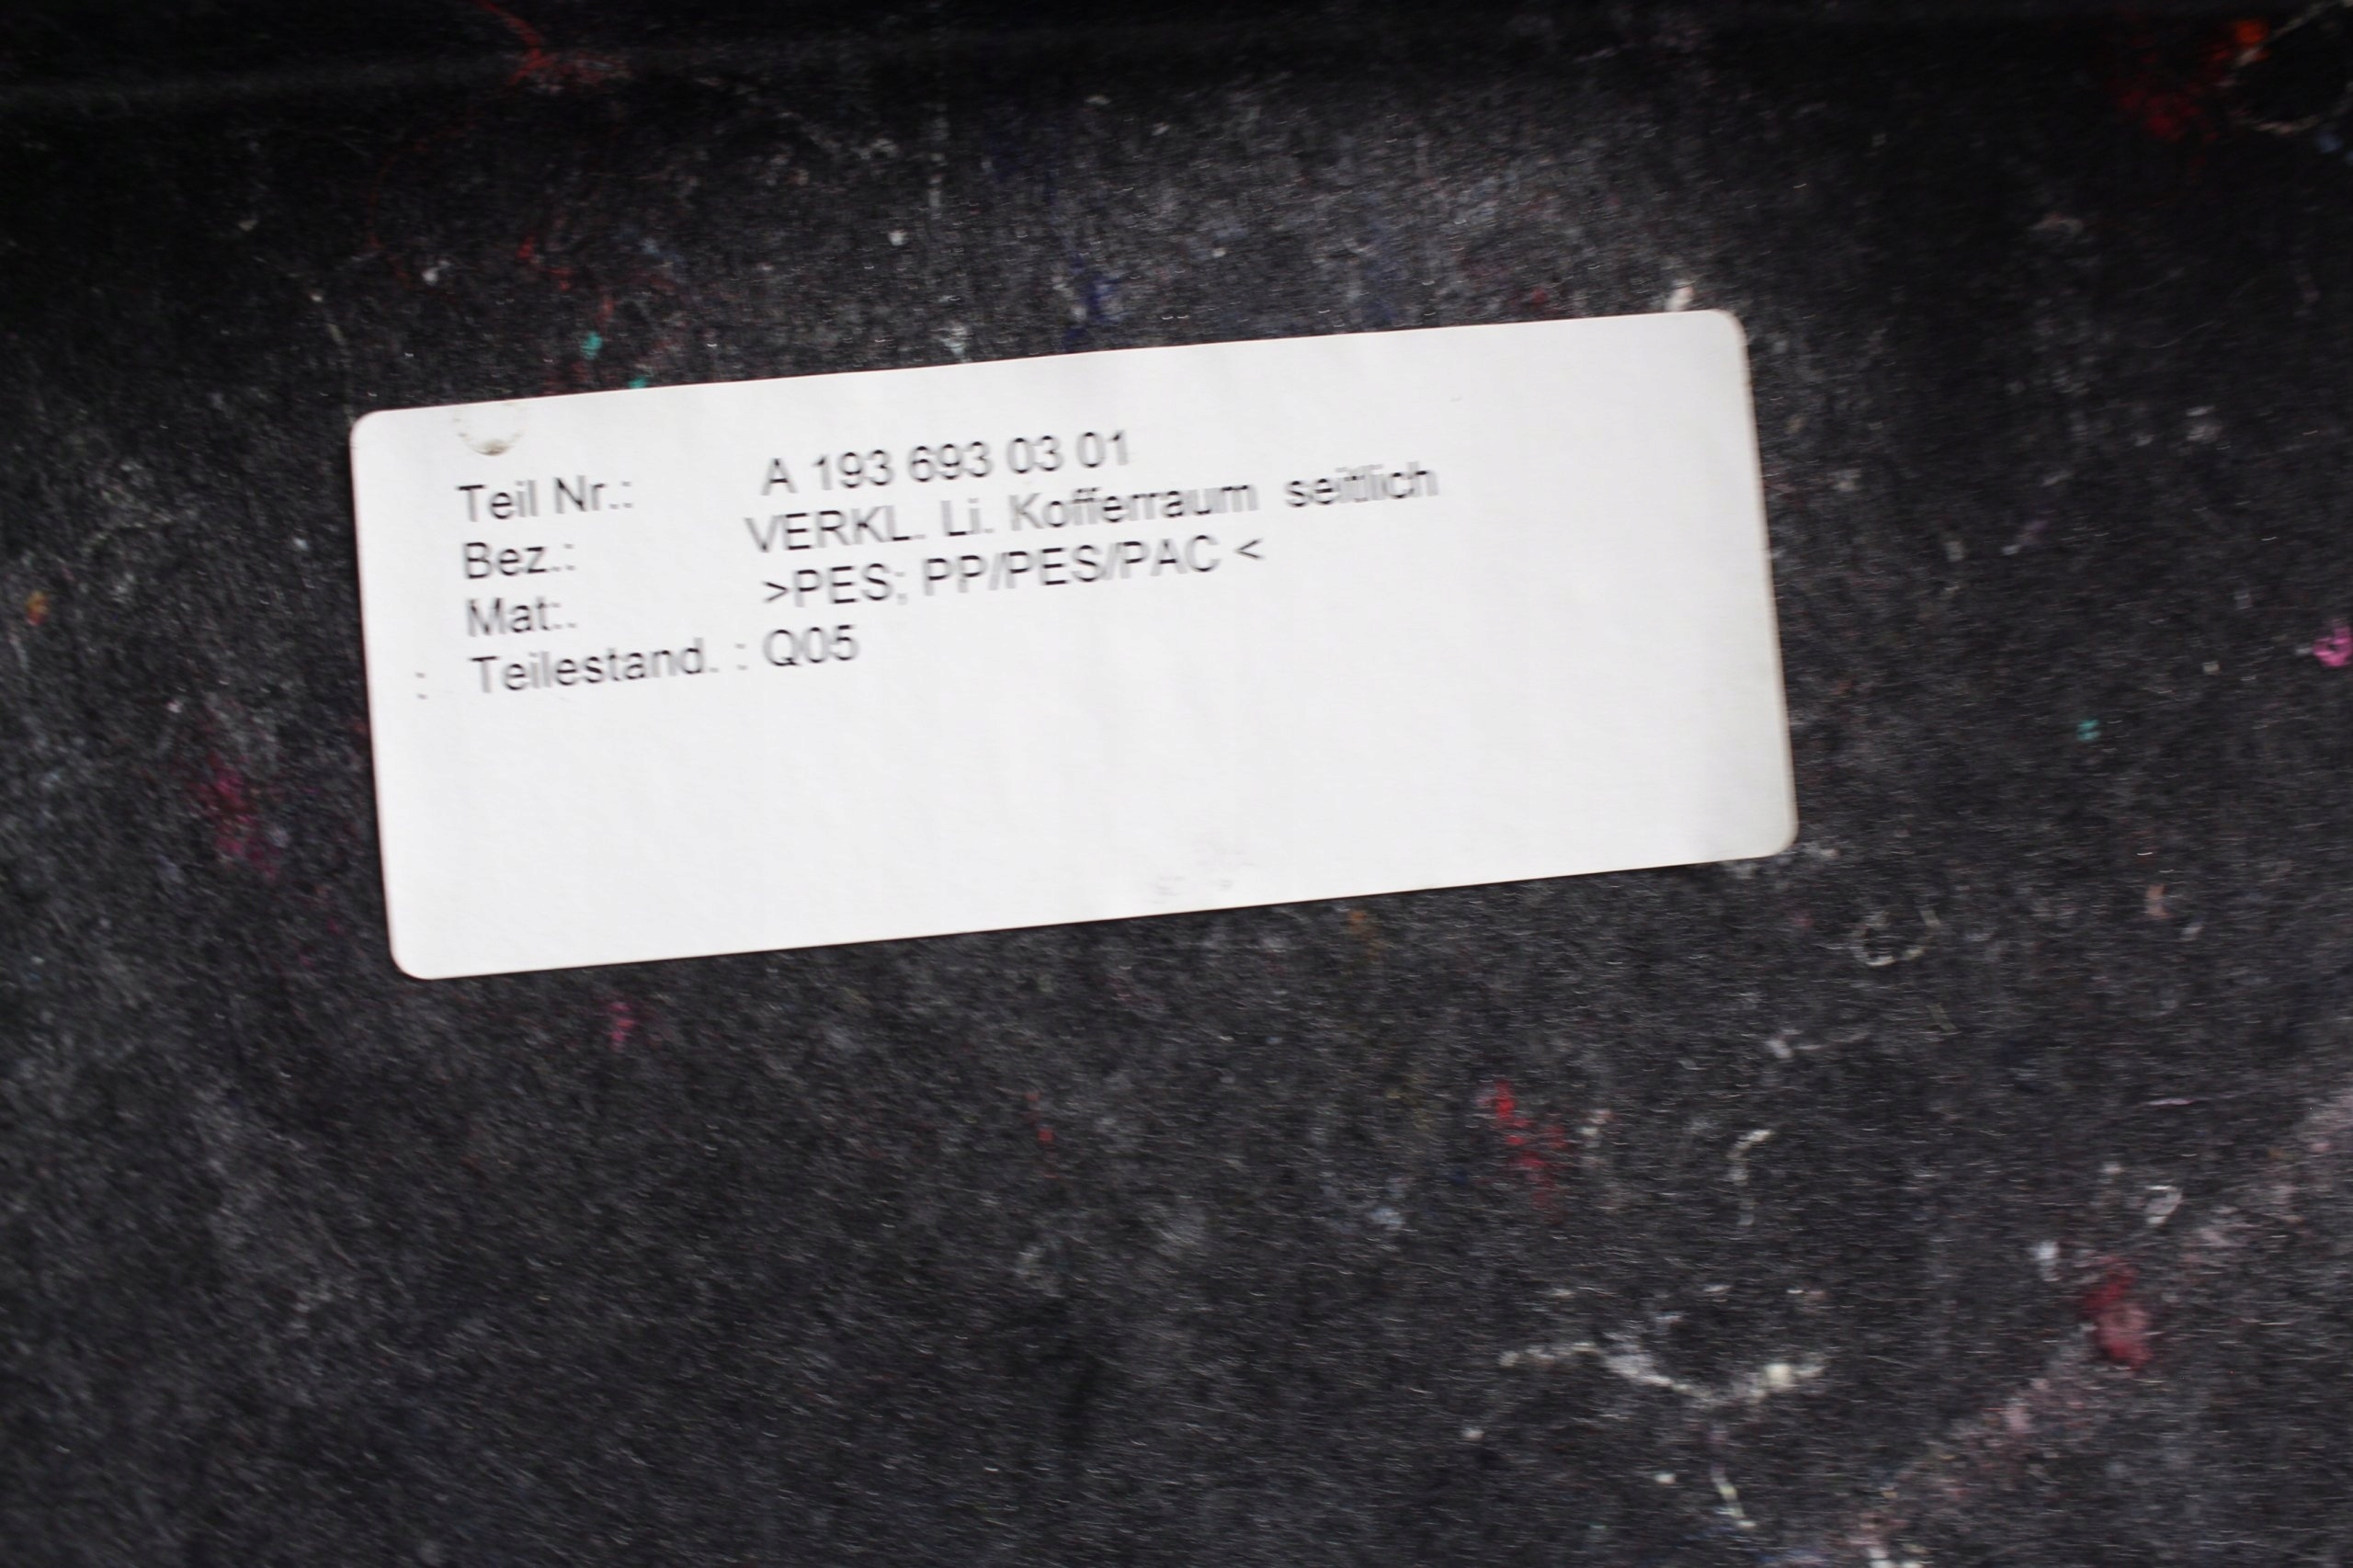 Teil Nr.: A 193 693 03 01
Bez.: VERKL. Li. Kofferraum seitlich
Mat:. >PES; PP/PES/PAC <
: Teilestand. : Q05